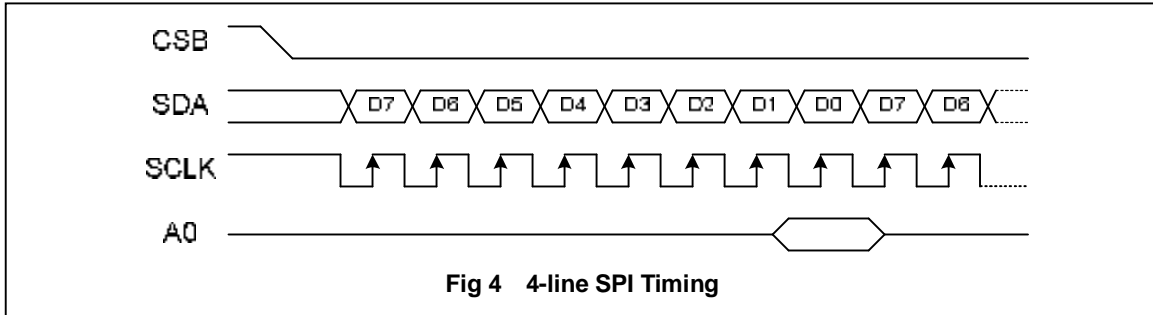 CSB
SDA D7 D6 D5 D4 D3 D2 D1 D0 D7 D6
SCLK
A0
Fig 4 4-line SPI Timing